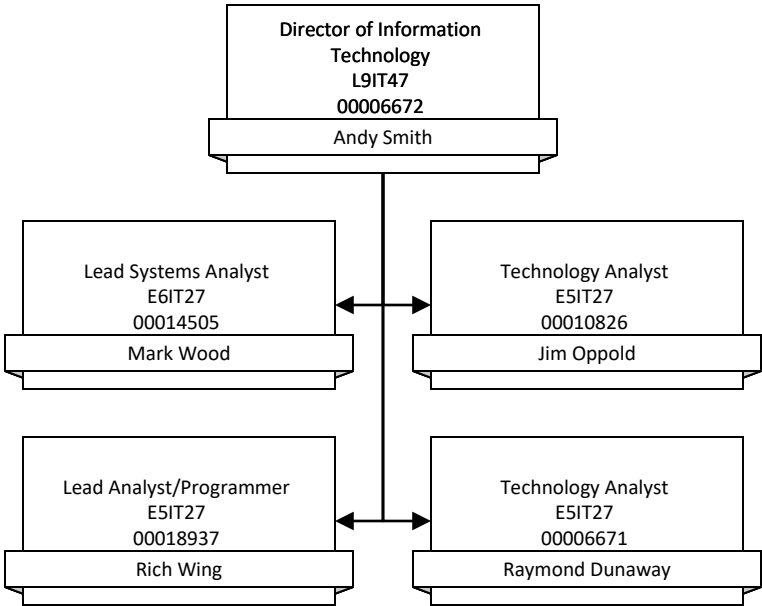 Director of Information
Technology
L9IT47
00006672
Andy Smith
Lead Systems Analyst
E6IT27
00014505
Mark Wood
Technology Analyst
E5IT27
00010826
Jim Oppold
Lead Analyst/Programmer
E5IT27
00018937
Rich Wing
Technology Analyst
E5IT27
00006671
Raymond Dunaway